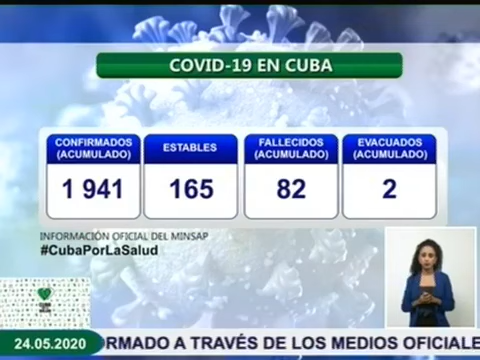 COVID-19 EN CUBA
CONFIRMADOS
(ACUMULADO)
1 941
ESTABLES
165
FALLECIDOS
(ACUMULADO)
82
EVACUADOS
(ACUMULADO)
2
INFORMACIÓN OFICIAL DEL MINSAP
#CubaPorLaSalud
24.05.2020
ORMADO A TRAVÉS DE LOS MEDIOS OFICIALE